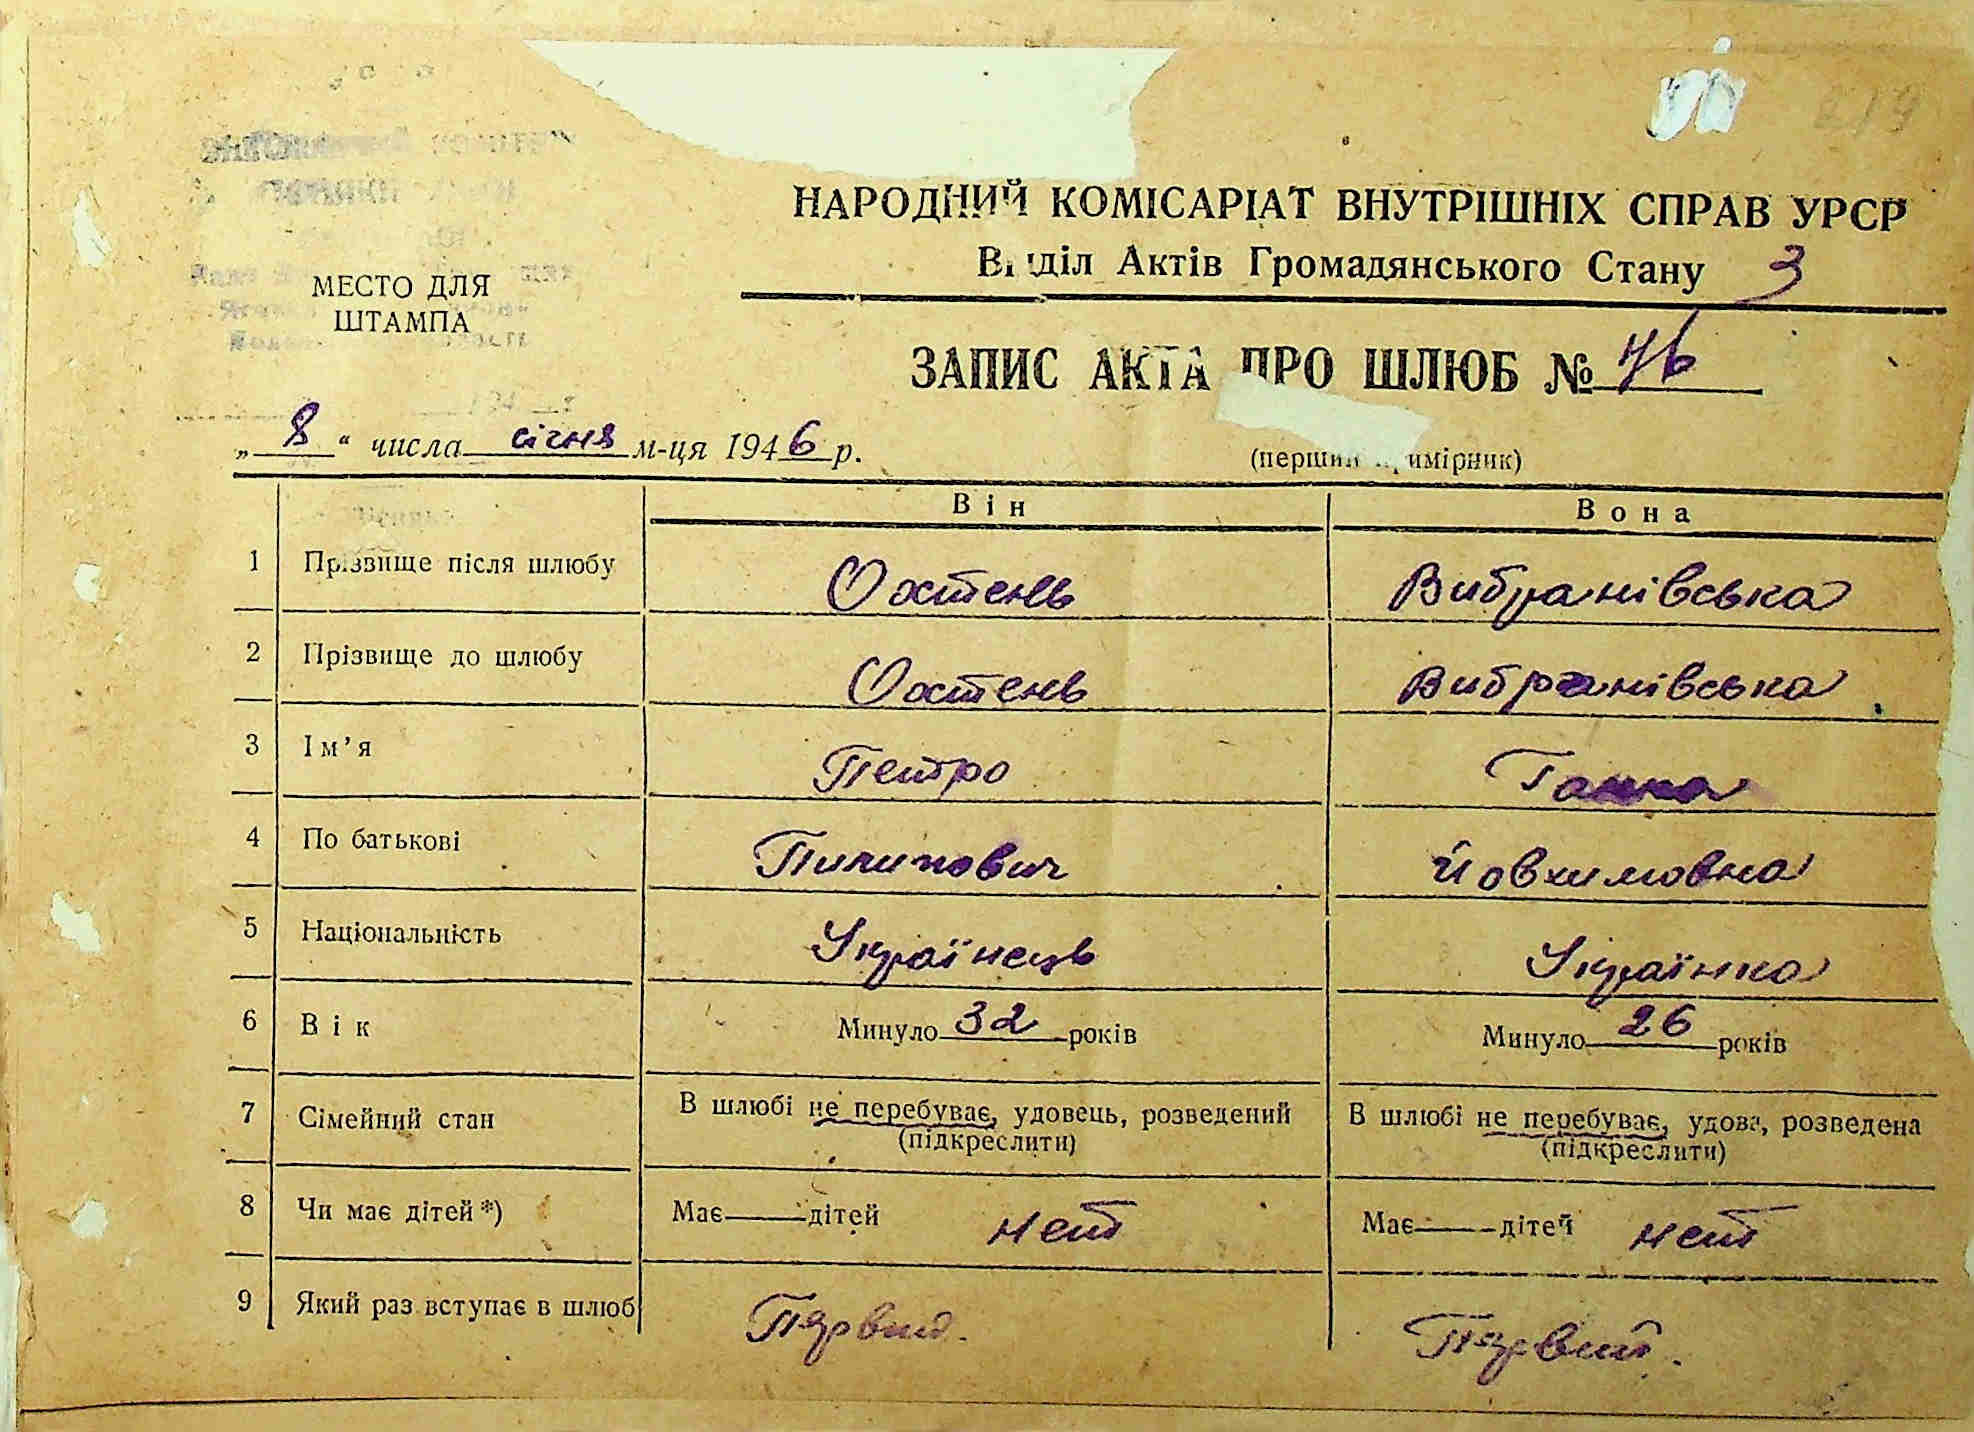 НАРОДНИЙ КОМІСАРІАТ ВНУТРІШНІХ СПРАВ УРСР
Відділ Актів Громадянського Стану 3
МЕСТО ДЛЯ
ШТАМПА
ЗАПИС АКТА ПРО ШЛЮБ № 76
„ 8 “ числа січня м-ця 1946 р.
(перший примірник)
Він Вона
1 Прізвище після шлюбу Охтень Вибранівська
2 Прізвище до шлюбу Охтень Вибранівська
3 Ім’я Петро Ганна
4 По батькові Пилипович Йовхимовна
5 Національність Українець Українка
6 Вік Минуло 32 років Минуло 26 років
7 Сімейний стан В шлюбі не перебуває, удовець, розведений В шлюбі не перебуває, удова, розведена
(підкреслити) (підкреслити)
8 Чи має дітей *) Має дітей нет Має дітей нет
9 Який раз вступає в шлюб Първий. Първий.